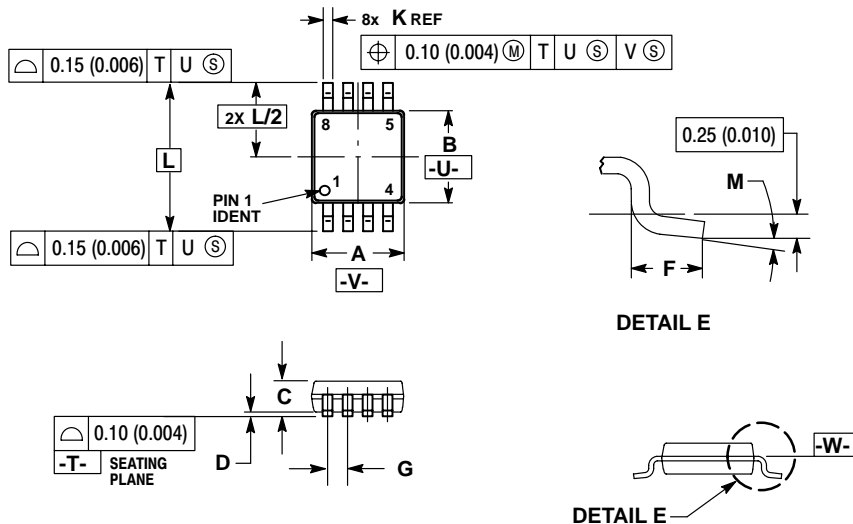 8x K REF
⌖ 0.10 (0.004) Ⓜ T U Ⓢ V Ⓢ
⌓ 0.15 (0.006) T U Ⓢ
2X L/2
8 5
B
-U-
L
1 4
PIN 1
IDENT
⌓ 0.15 (0.006) T U Ⓢ
A
-V-
0.25 (0.010)
M
F
DETAIL E
C
⌓ 0.10 (0.004)
-T- SEATING
PLANE
D
G
-W-
DETAIL E